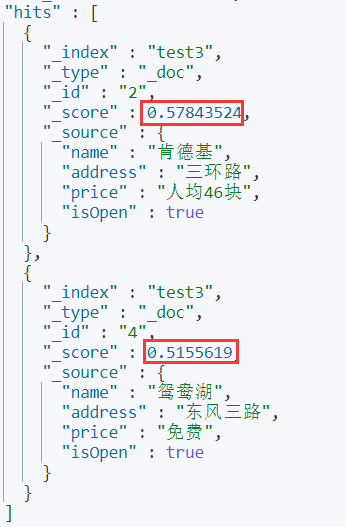 "hits" : [
{
"_index" : "test3",
"_type" : "_doc",
"_id" : "2",
"_score" : 0.57843524,
"_source" : {
"name" : "肯德基",
"address" : "三环路",
"price" : "人均46块",
"isOpen" : true
}
},
{
"_index" : "test3",
"_type" : "_doc",
"_id" : "4",
"_score" : 0.5155619,
"_source" : {
"name" : "鸳鸯湖",
"address" : "东风三路",
"price" : "免费",
"isOpen" : true
}
}
]